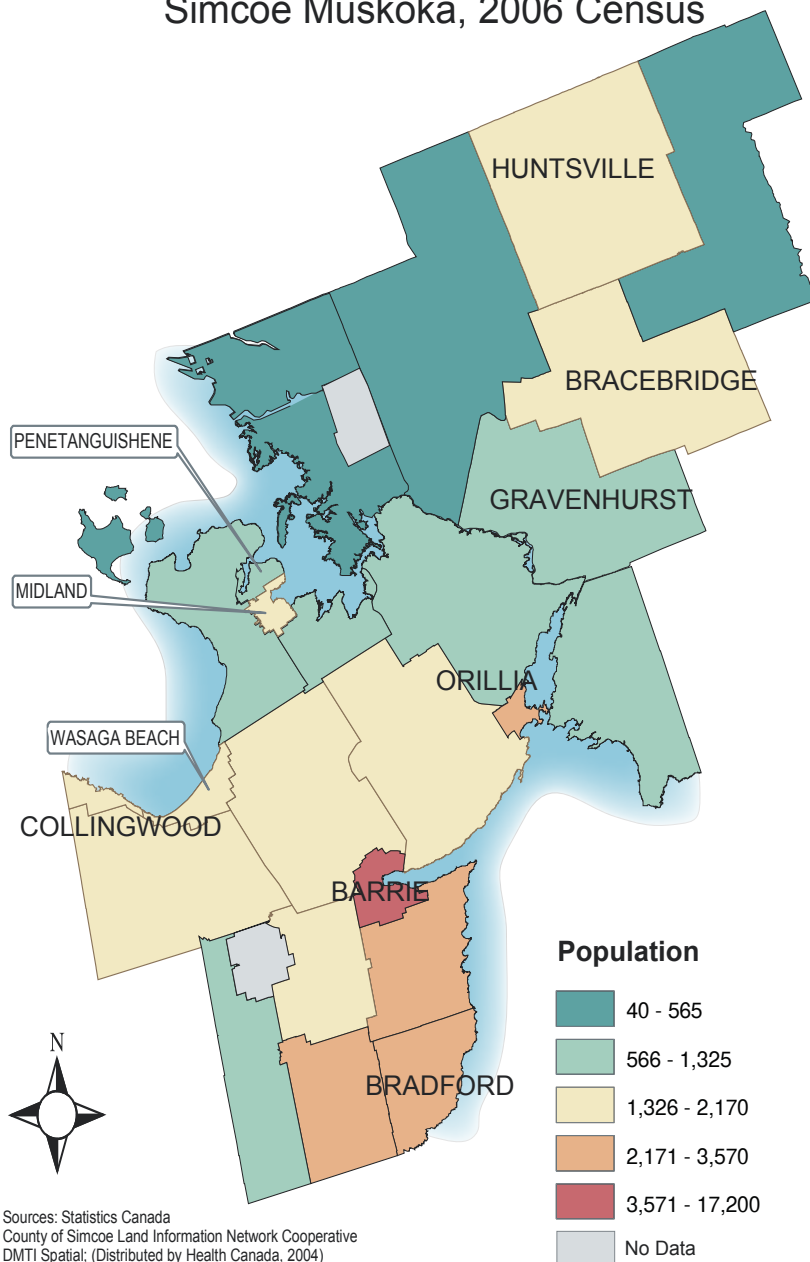 Simcoe Muskoka, 2006 Census
HUNTSVILLE
BRACEBRIDGE
PENETANGUISHENE
GRAVENHURST
MIDLAND
ORILLIA
WASAGA BEACH
COLLINGWOOD
BARRIE
Population
40 - 565
N
566 - 1,325
BRADFORD
1,326 - 2,170
2,171 - 3,570
3,571 - 17,200
No Data
Sources: Statistics Canada
County of Simcoe Land Information Network Cooperative
DMTI Spatial; (Distributed by Health Canada, 2004)